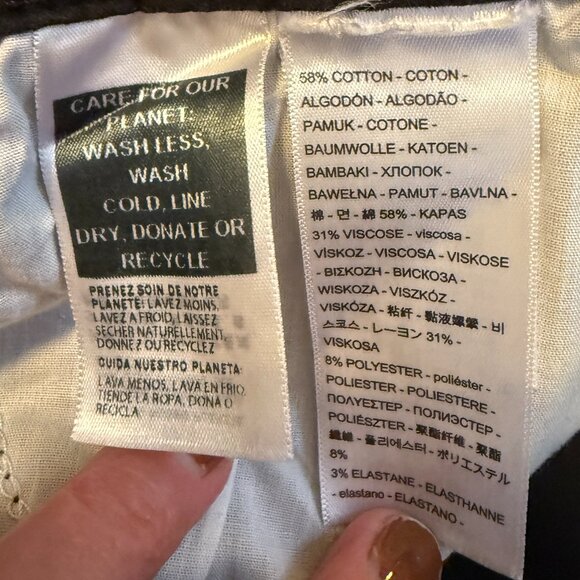 CARE FOR OUR
PLANET:
WASH LESS,
WASH
COLD, LINE
DRY, DONATE OR
RECYCLE
PRENEZ SOIN DE NOTRE
PLANÈTE: LAVEZ MOINS,
LAVEZ A FROID, LAISSEZ
SECHER NATURELLEMENT,
DONNEZ OU RECYCLEZ
CUIDA NUESTRO PLANETA:
LAVA MENOS, LAVA EN FRIO,
TIENDE LA ROPA, DONA O
RECICLA.
58% COTTON - COTON -
ALGODÓN - ALGODÃO -
PAMUK - COTONE -
BAUMWOLLE - KATOEN -
BAMBAKI - ХЛОПОК -
BAWEŁNA - PAMUT - BAVLNA -
棉 - 면 - 綿 58% - KAPAS
31% VISCOSE - viscosa -
VİSKOZ - VISCOSA - VISKOSE
- ΒΙΣΚΟΖΗ - ВИСКОЗА -
WISKOZA - VISZKÓZ -
VISKÓZA - 粘纤 - 黏液嫘縈 - 비
스코스 - レーヨン 31% -
VISKOSA
8% POLYESTER - poliéster -
POLIESTER - POLIESTERE -
ΠΟΛΥΕΣΤΕΡ - ПОЛИЭСТЕР -
POLIÉSZTER - 聚酯纤维 - 聚酯
纖維 - 폴리에스터 - ポリエステル
8%
3% ELASTANE - ELASTHANNE
- elastano - ELASTANO -